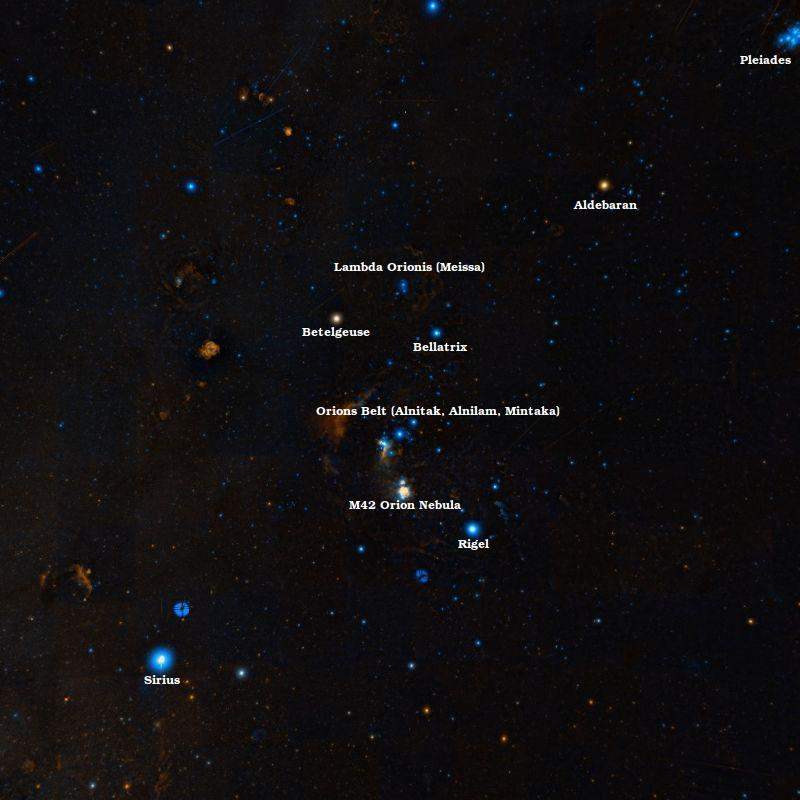 Pleiades
Aldebaran
Lambda Orionis (Meissa)
Betelgeuse
Bellatrix
Orions Belt (Alnitak, Alnilam, Mintaka)
M42 Orion Nebula
Rigel
Sirius